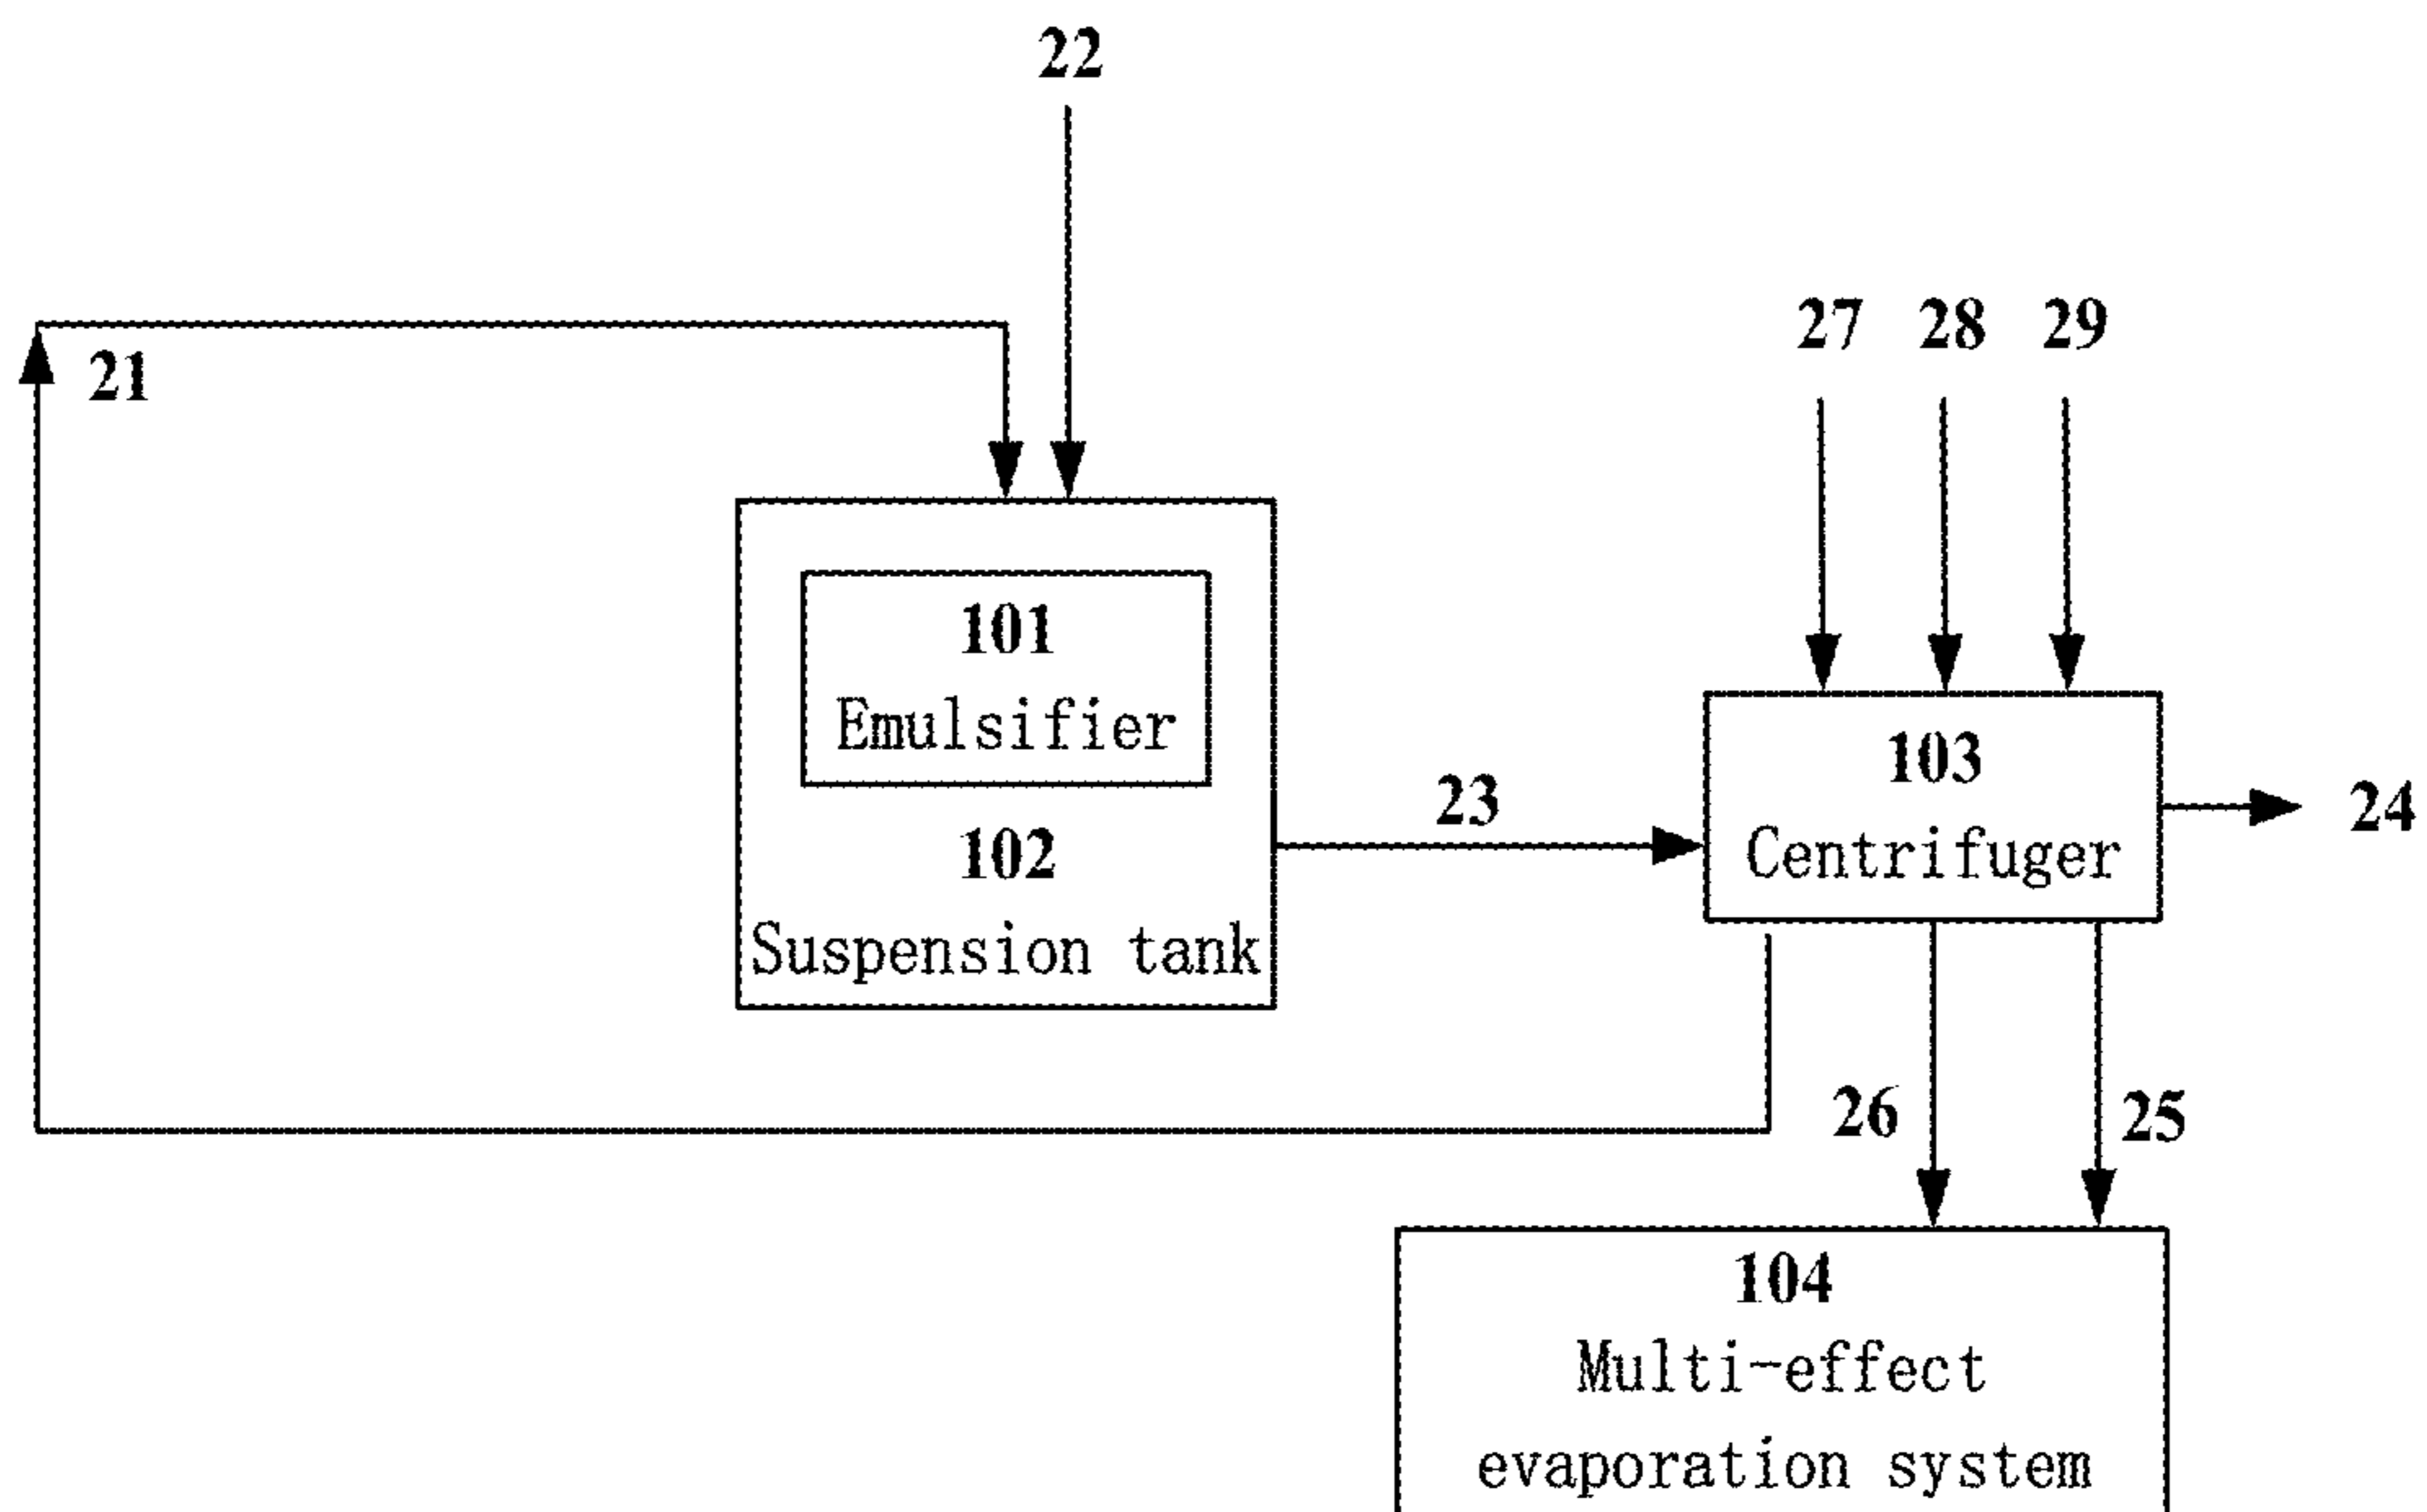 22
27 28 29
21
101
Emulsifier
102
Suspension tank
23
103
Centrifuger
24
26
25
104
Multi-effect
evaporation system